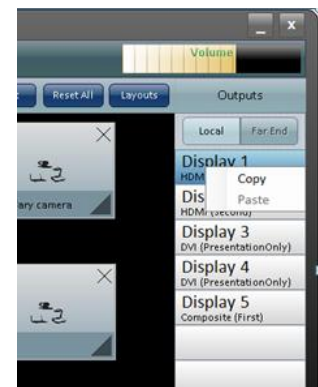 Volume
Reset All
Layouts
Outputs
Local
Far End
Display 1
HDM
Copy
Dis
Paste
HDMI (Second)
Display 3
DVI (PresentationOnly)
ary camera
Display 4
DVI (PresentationOnly)
Display 5
Composite (First)